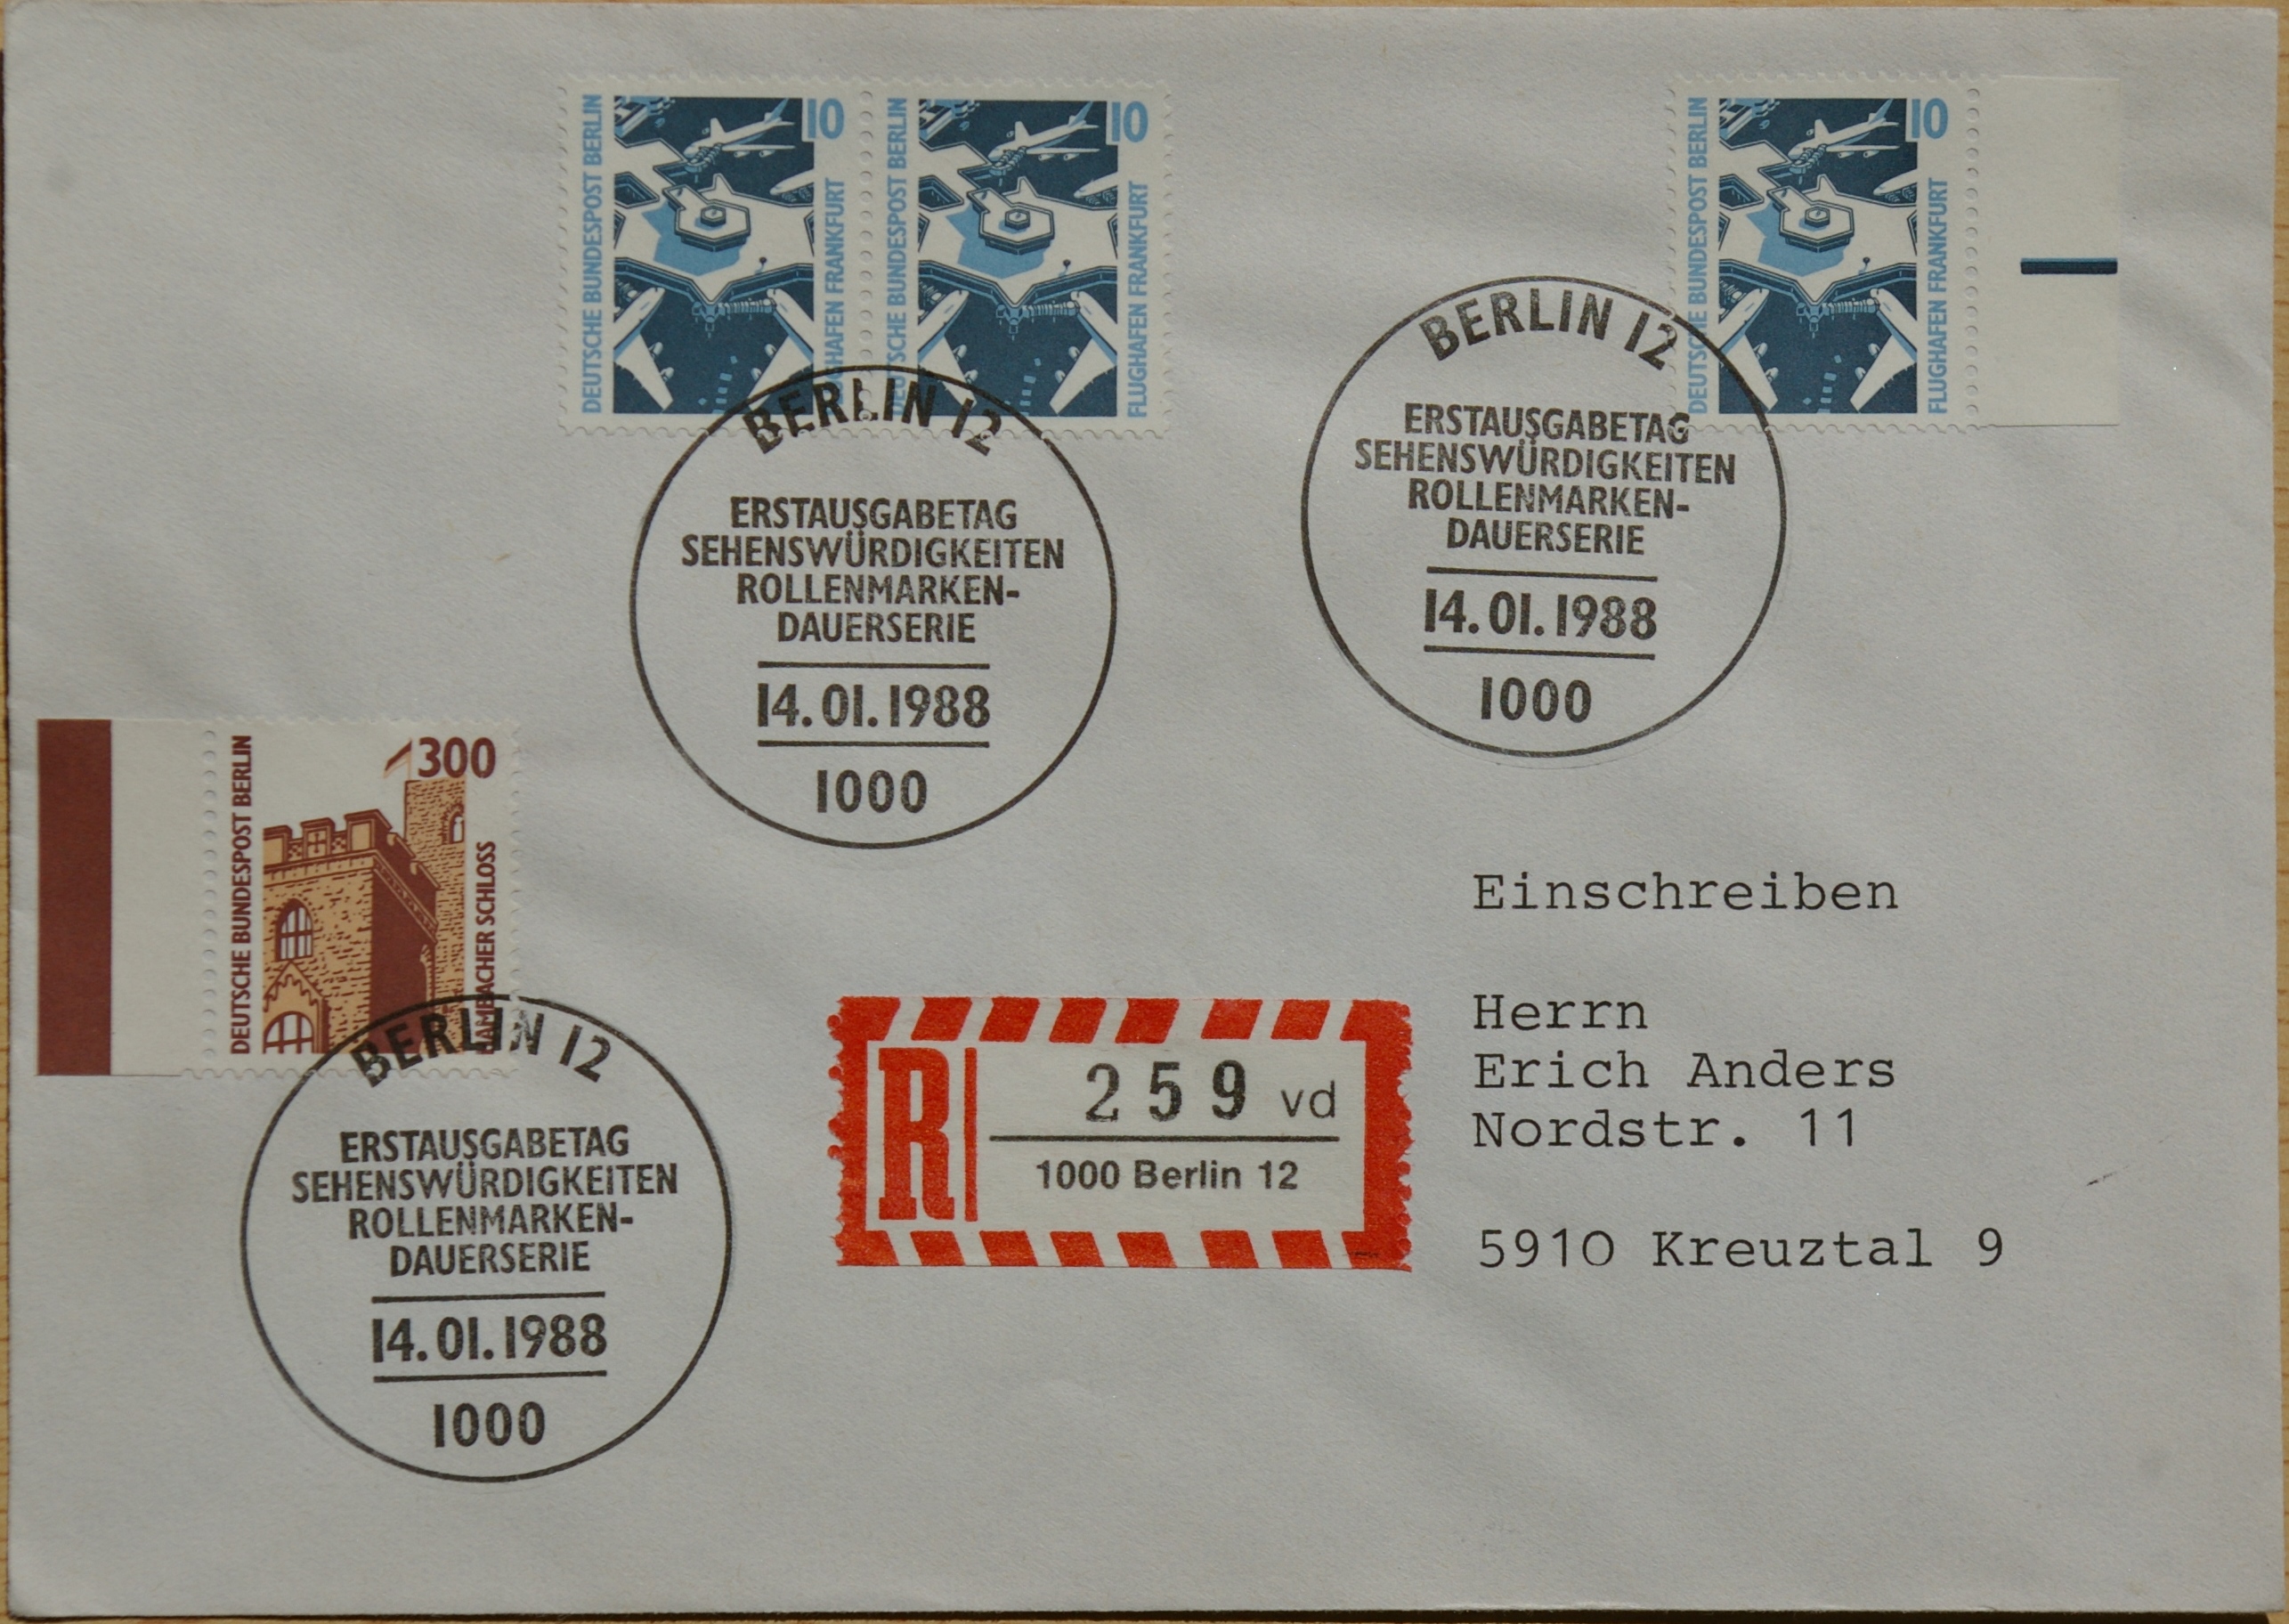 DEUTSCHE BUNDESPOST BERLIN
10
FLUGHAFEN FRANKFURT
DEUTSCHE BUNDESPOST BERLIN
10
FLUGHAFEN FRANKFURT
DEUTSCHE BUNDESPOST BERLIN
10
FLUGHAFEN FRANKFURT
BERLIN 12
ERSTAUSGABETAG
SEHENSWÜRDIGKEITEN
ROLLENMARKEN-
DAUERSERIE
14.01.1988
1000
BERLIN 12
ERSTAUSGABETAG
SEHENSWÜRDIGKEITEN
ROLLENMARKEN-
DAUERSERIE
14.01.1988
1000
DEUTSCHE BUNDESPOST BERLIN
300
HAMBACHER SCHLOSS
BERLIN 12
ERSTAUSGABETAG
SEHENSWÜRDIGKEITEN
ROLLENMARKEN-
DAUERSERIE
14.01.1988
1000
R
259 vd
1000 Berlin 12
Einschreiben
Herrn
Erich Anders
Nordstr. 11
5910 Kreuztal 9